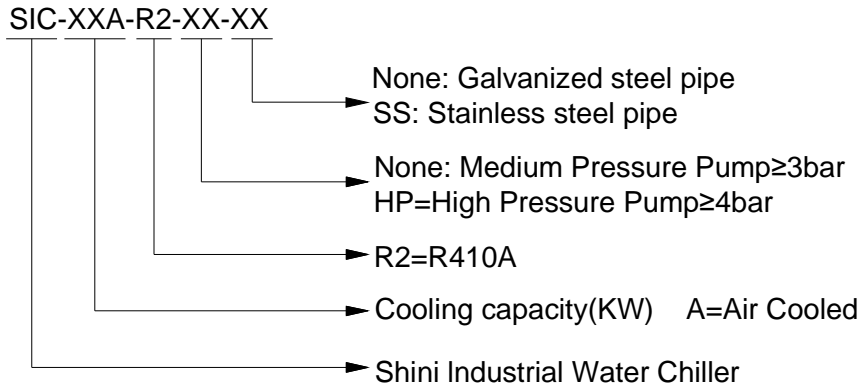 SIC-XXA-R2-XX-XX
None: Galvanized steel pipe
SS: Stainless steel pipe
None: Medium Pressure Pump≥3bar
HP=High Pressure Pump≥4bar
R2=R410A
Cooling capacity(KW) A=Air Cooled
Shini Industrial Water Chiller